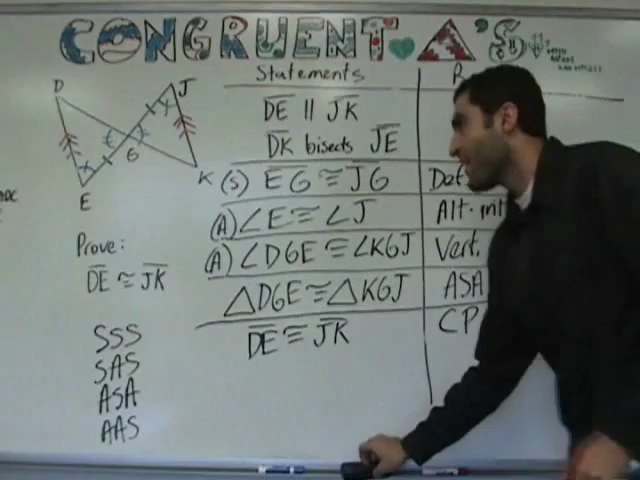 CONGRUENT △'S
Statements
R
DE || JK
DK bisects JE
(S) EG ≅ JG
Def
(A) ∠E ≅ ∠J
Alt. int
(A) ∠DGE ≅ ∠KGJ
Vert.
△DGE ≅ △KGJ
ASA
DE ≅ JK
CP
D
J
G
K
E
Prove:
DE ≅ JK
SSS
SAS
ASA
AAS